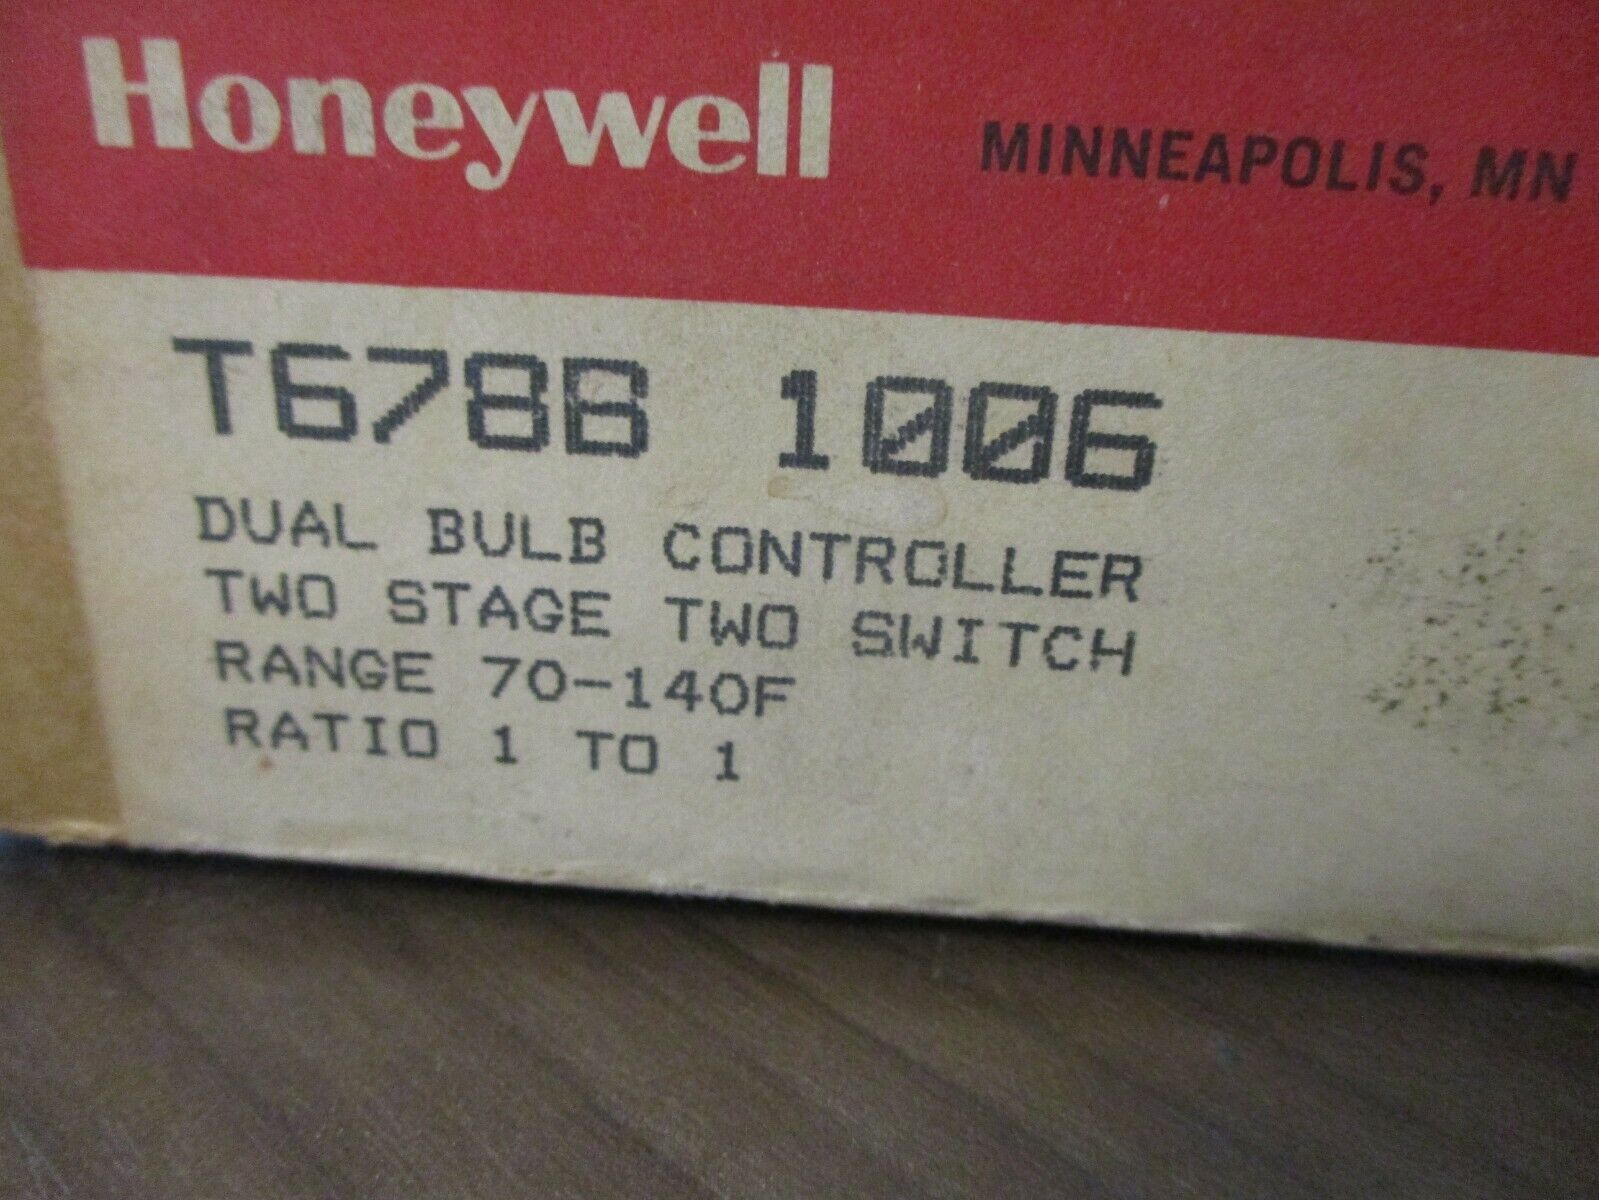 Honeywell MINNEAPOLIS, MN
T678B 1006
DUAL BULB CONTROLLER
TWO STAGE TWO SWITCH
RANGE 70-140F
RATIO 1 TO 1